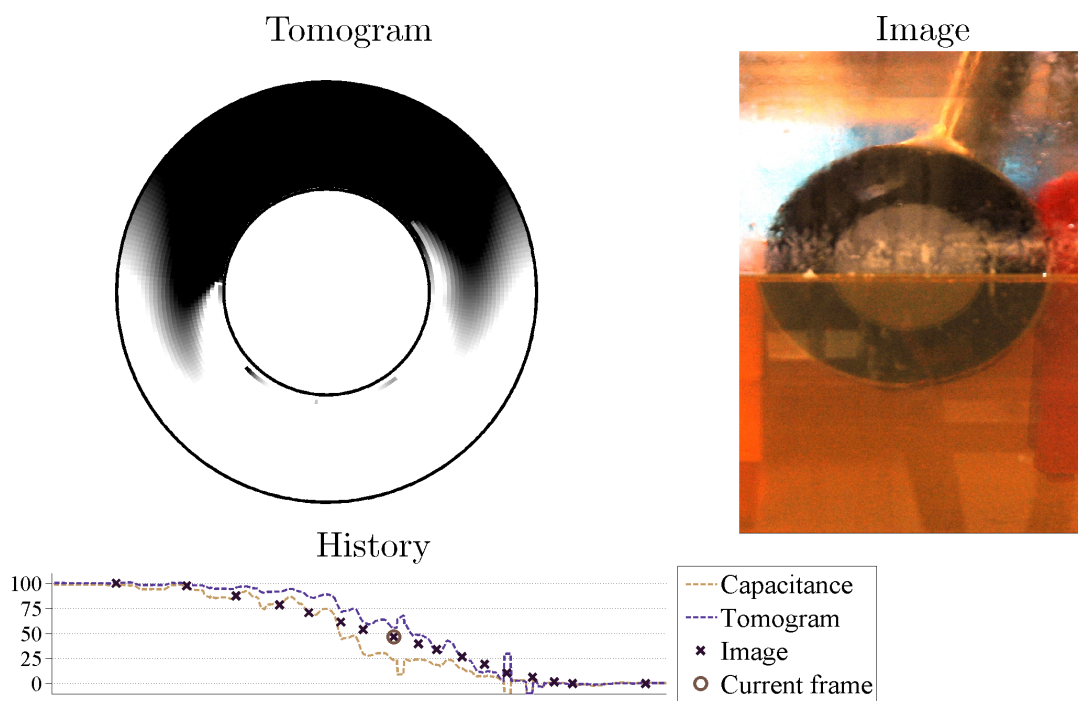 Tomogram
Image
History
100
75
50
25
0
Capacitance
Tomogram
Image
Current frame